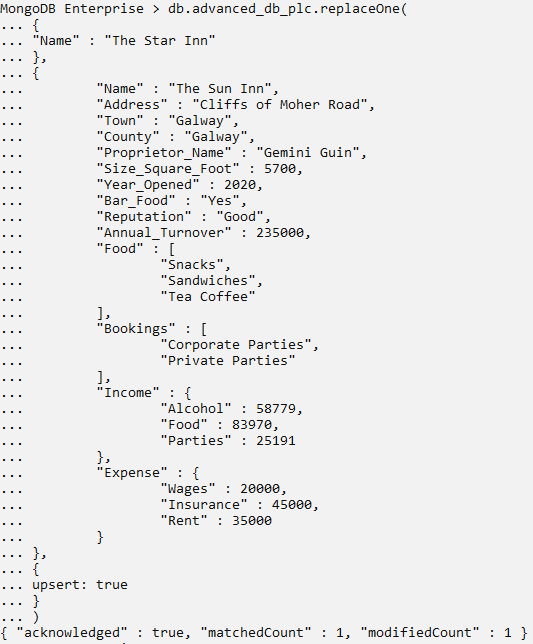 MongoDB Enterprise > db.advanced_db_plc.replaceOne(
... {
... "Name" : "The Star Inn"
... },
... {
...         "Name" : "The Sun Inn",
...         "Address" : "Cliffs of Moher Road",
...         "Town" : "Galway",
...         "County" : "Galway",
...         "Proprietor_Name" : "Gemini Guin",
...         "Size_Square_Foot" : 5700,
...         "Year_Opened" : 2020,
...         "Bar_Food" : "Yes",
...         "Reputation" : "Good",
...         "Annual_Turnover" : 235000,
...         "Food" : [
...                 "Snacks",
...                 "Sandwiches",
...                 "Tea Coffee"
...         ],
...         "Bookings" : [
...                 "Corporate Parties",
...                 "Private Parties"
...         ],
...         "Income" : {
...                 "Alcohol" : 58779,
...                 "Food" : 83970,
...                 "Parties" : 25191
...         },
...         "Expense" : {
...                 "Wages" : 20000,
...                 "Insurance" : 45000,
...                 "Rent" : 35000
...         }
... },
... {
... upsert: true
... }
... )
{ "acknowledged" : true, "matchedCount" : 1, "modifiedCount" : 1 }